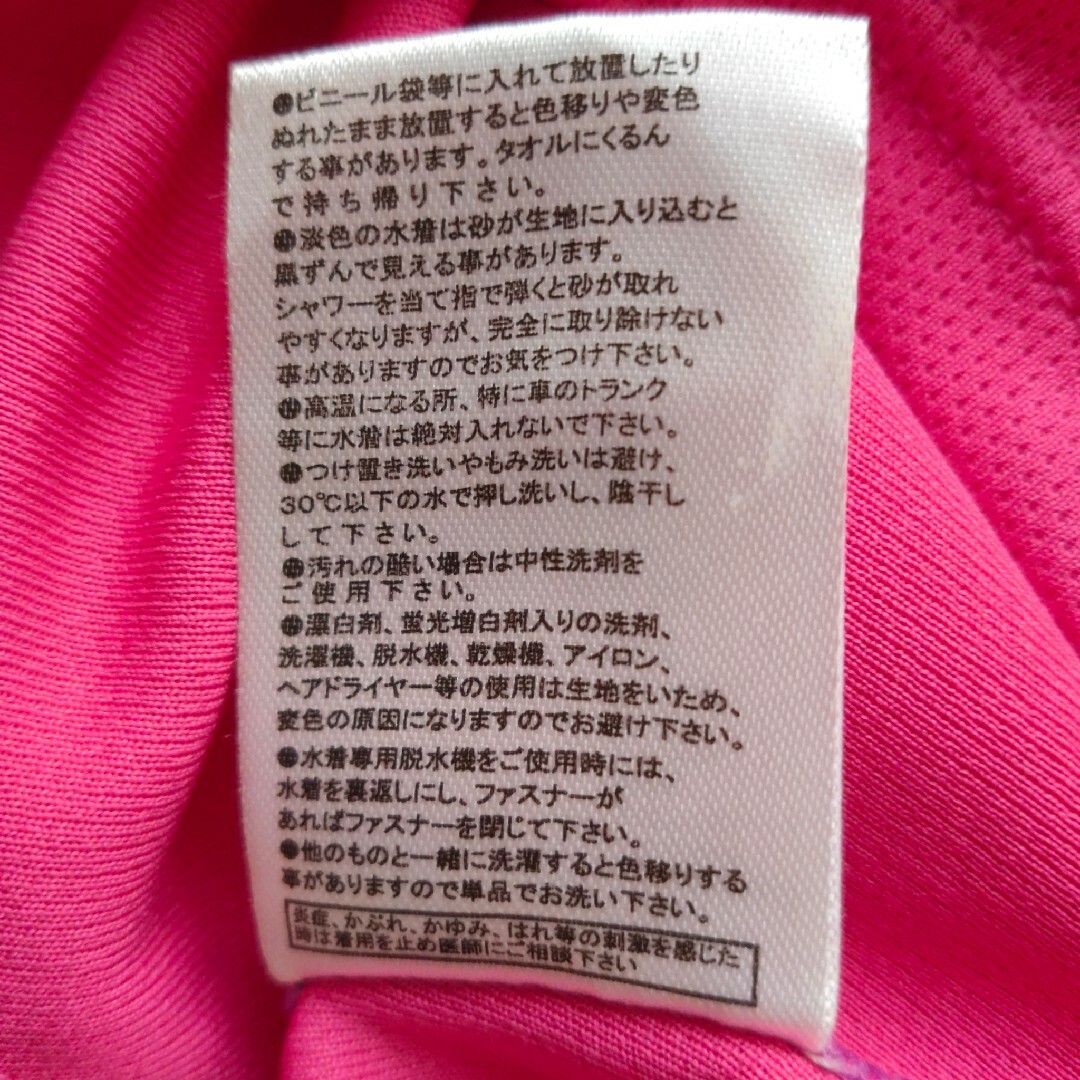 ●ビニール袋等に入れて放置したり
ぬれたまま放置すると色移りや変色
する事があります。タオルにくるん
で持ち帰り下さい。
●淡色の水着は砂が生地に入り込むと
黒ずんで見える事があります。
シャワーを当て指で弾くと砂が取れ
やすくなりますが、完全に取り除けない
事がありますのでお気をつけ下さい。
●高温になる所、特に車のトランク
等に水着は絶対入れないで下さい。
●つけ置き洗いやもみ洗いは避け、
30℃以下の水で押し洗いし、陰干し
して下さい。
●汚れの酷い場合は中性洗剤を
ご使用下さい。
●漂白剤、蛍光増白剤入りの洗剤、
洗濯機、脱水機、乾燥機、アイロン、
ヘアドライヤー等の使用は生地をいため、
変色の原因になりますのでお避け下さい。
●水着専用脱水機をご使用時には、
水着を裏返しにし、ファスナーが
あればファスナーを閉じて下さい。
●他のものと一緒に洗濯すると色移りする
事がありますので単品でお洗い下さい。
炎症、かぶれ、かゆみ、はれ等の刺激を感じた
時は着用を止め医師にご相談下さい